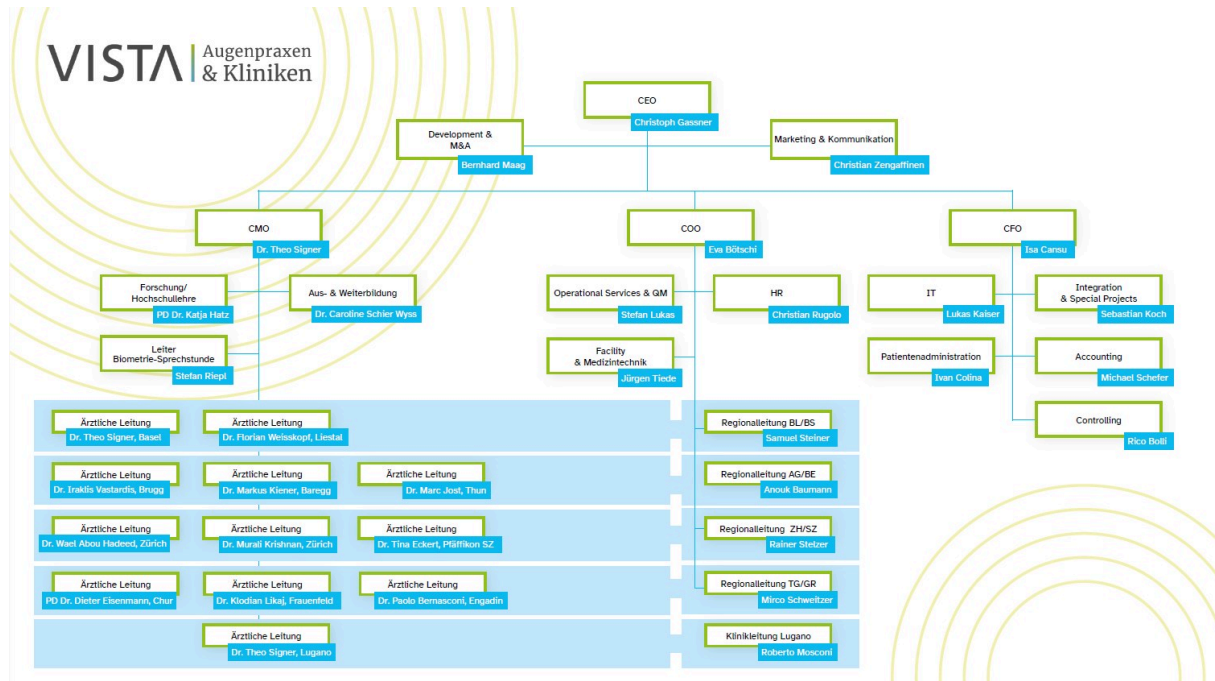 VISTA Augenpraxen
& Kliniken
CEO
Christoph Gassner
Development &
M&A
Bernhard Maag
Marketing & Kommunikation
Christian Zengaffinen
CMO
Dr. Theo Signer
COO
Eva Bötschi
CFO
Isa Cansu
Forschung/
Hochschullehre
PD Dr. Katja Hatz
Aus- & Weiterbildung
Dr. Caroline Schier Wyss
Operational Services & QM
Stefan Lukas
HR
Christian Rugolo
IT
Lukas Kaiser
Integration
& Special Projects
Sebastian Koch
Leiter
Biometrie-Sprechstunde
Stefan Riepl
Facility
& Medizintechnik
Jürgen Tiede
Patientenadministration
Ivan Colina
Accounting
Michael Schefer
Controlling
Rico Bolli
Ärztliche Leitung
Dr. Theo Signer, Basel
Ärztliche Leitung
Dr. Florian Weisskopf, Liestal
Regionalleitung BL/BS
Samuel Steiner
Ärztliche Leitung
Dr. Iraklis Vastardis, Brugg
Ärztliche Leitung
Dr. Markus Kiener, Baregg
Ärztliche Leitung
Dr. Marc Jost, Thun
Regionalleitung AG/BE
Anouk Baumann
Ärztliche Leitung
Dr. Wael Abou Hadeed, Zürich
Ärztliche Leitung
Dr. Murali Krishnan, Zürich
Ärztliche Leitung
Dr. Tina Eckert, Pfäffikon SZ
Regionalleitung ZH/SZ
Rainer Stelzer
Ärztliche Leitung
PD Dr. Dieter Eisenmann, Chur
Ärztliche Leitung
Dr. Klodian Likaj, Frauenfeld
Ärztliche Leitung
Dr. Paolo Bernasconi, Engadin
Regionalleitung TG/GR
Mirco Schweitzer
Ärztliche Leitung
Dr. Theo Signer, Lugano
Klinikleitung Lugano
Roberto Mosconi